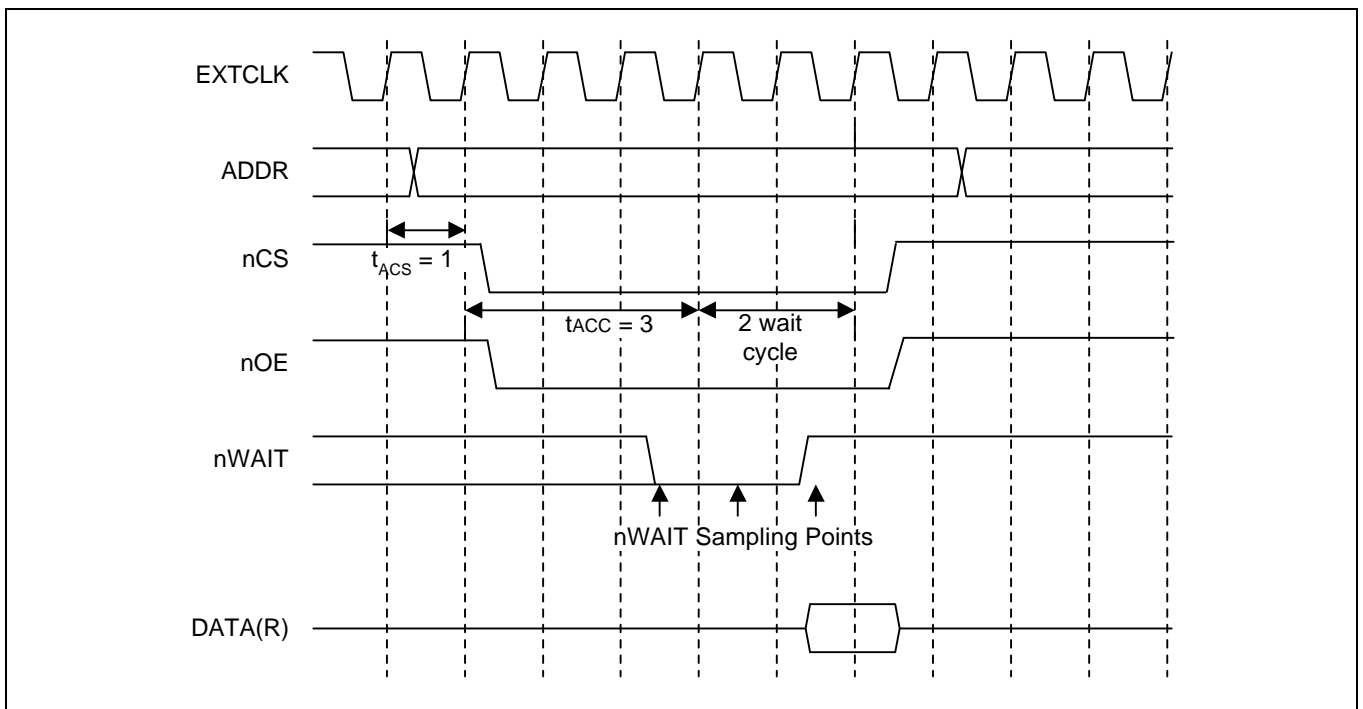 EXTCLK
ADDR
nCS
tACS = 1
tACC = 3
2 wait
cycle
nOE
nWAIT
nWAIT Sampling Points
DATA(R)